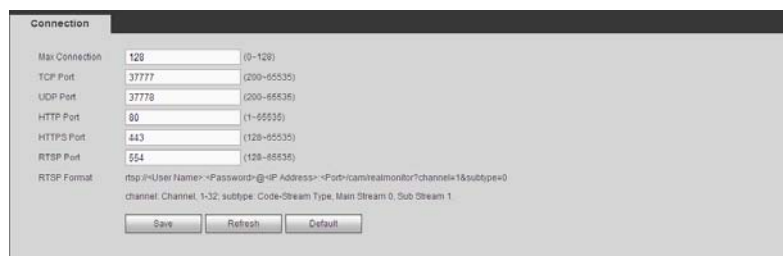 Connection
Max Connection 128 (0~128)
TCP Port 37777 (200~65535)
UDP Port 37778 (200~65535)
HTTP Port 80 (1~65535)
HTTPS Port 443 (128~65535)
RTSP Port 554 (128~65535)
RTSP Format rtsp://<User Name>:<Password>@<IP Address>:<Port>/cam/realmonitor?channel=1&subtype=0
channel: Channel, 1-32; subtype: Code-Stream Type, Main Stream 0, Sub Stream 1.
Save Refresh Default